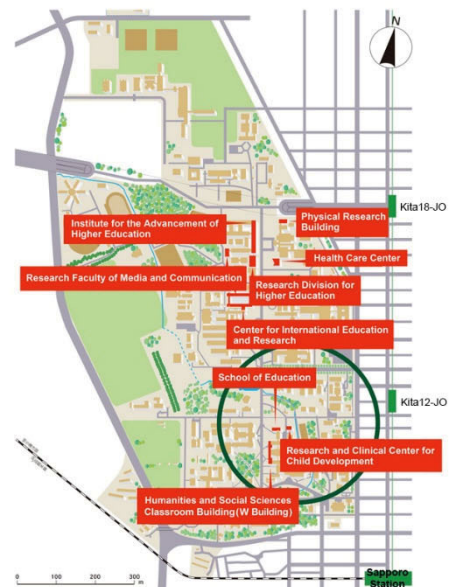 N
Kita18-JO
Physical Research
Building
Institute for the Advancement of
Higher Education
Health Care Center
Research Faculty of Media and Communication
Research Division for
Higher Education
Center for International Education
and Research
School of Education
Kita12-JO
Research and Clinical Center for
Child Development
Humanities and Social Sciences
Classroom Building(W Building)
Sapporo
Station
0 100 200 300 m